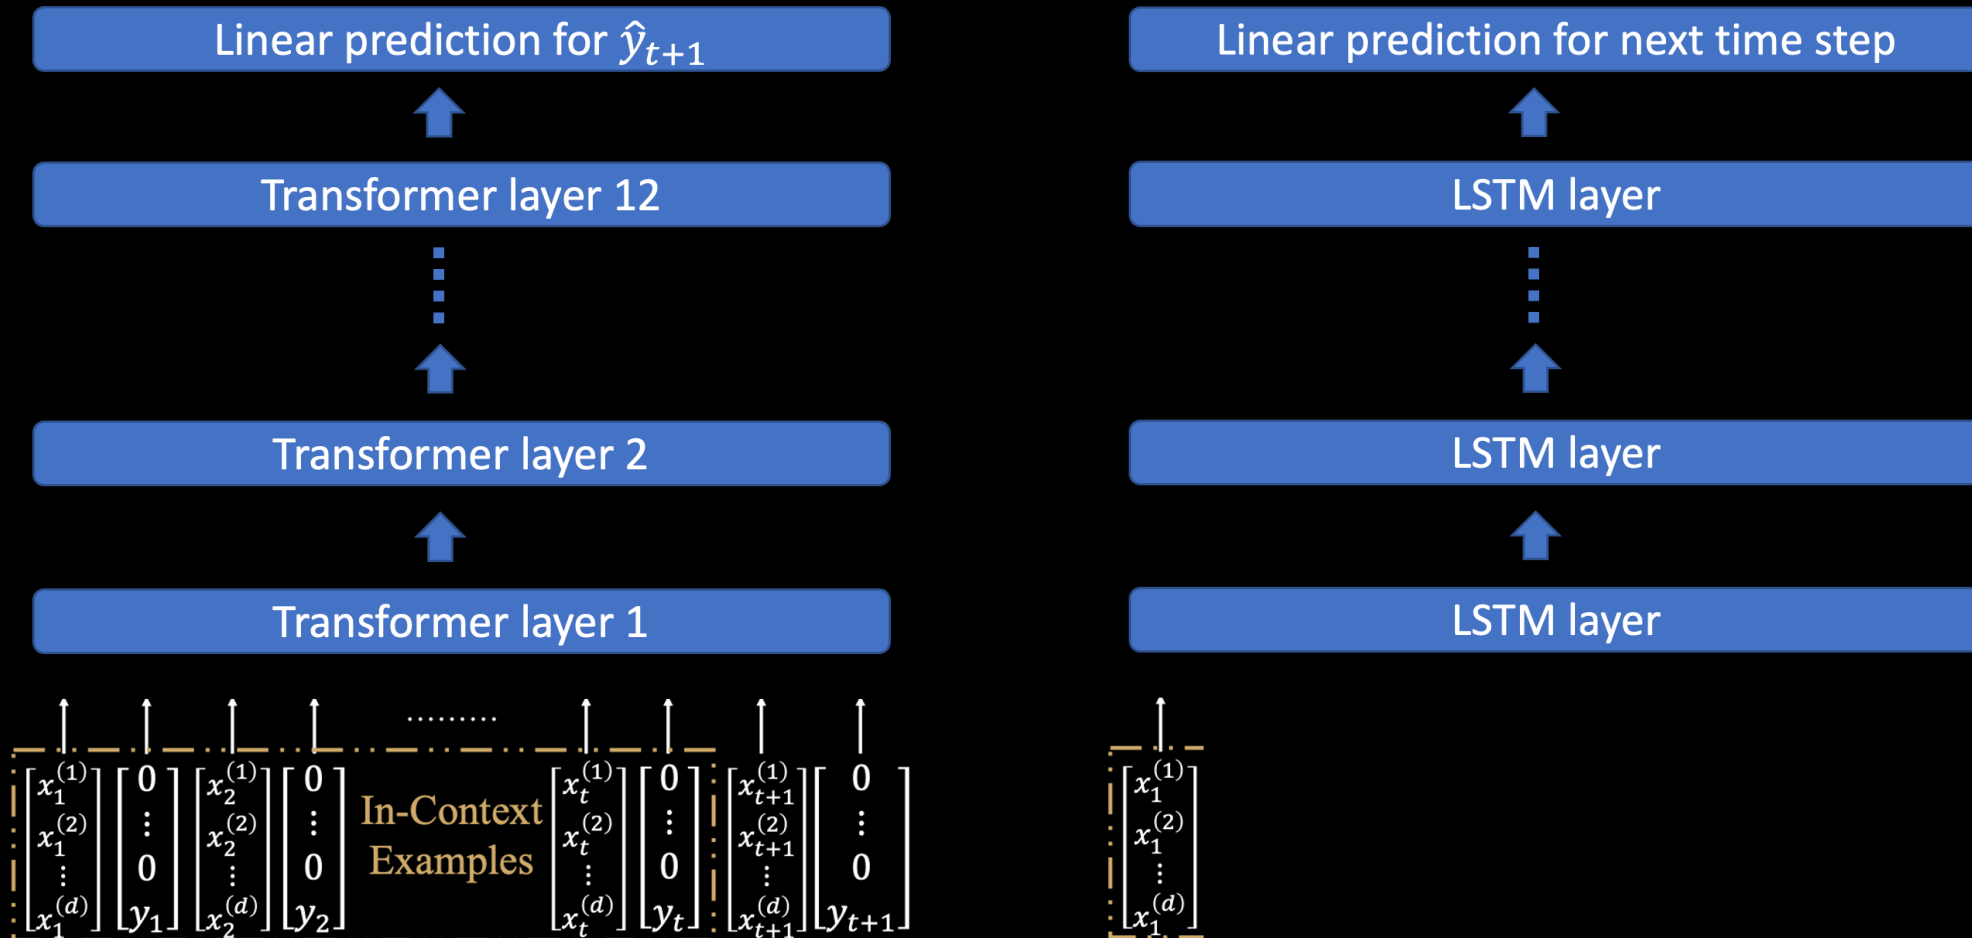 Linear prediction for ŷ_{t+1}
Transformer layer 12
Transformer layer 2
Transformer layer 1
.........
[x_1^{(1)} x_1^{(2)} ⋮ x_1^{(d)}] [0 ⋮ 0 y_1] [x_2^{(1)} x_2^{(2)} ⋮ x_2^{(d)}] [0 ⋮ 0 y_2]
In-Context
Examples
[x_t^{(1)} x_t^{(2)} ⋮ x_t^{(d)}] [0 ⋮ 0 y_t] [x_{t+1}^{(1)} x_{t+1}^{(2)} ⋮ x_{t+1}^{(d)}] [0 ⋮ 0 y_{t+1}]
Linear prediction for next time step
LSTM layer
LSTM layer
LSTM layer
[x_1^{(1)} x_1^{(2)} ⋮ x_1^{(d)}]